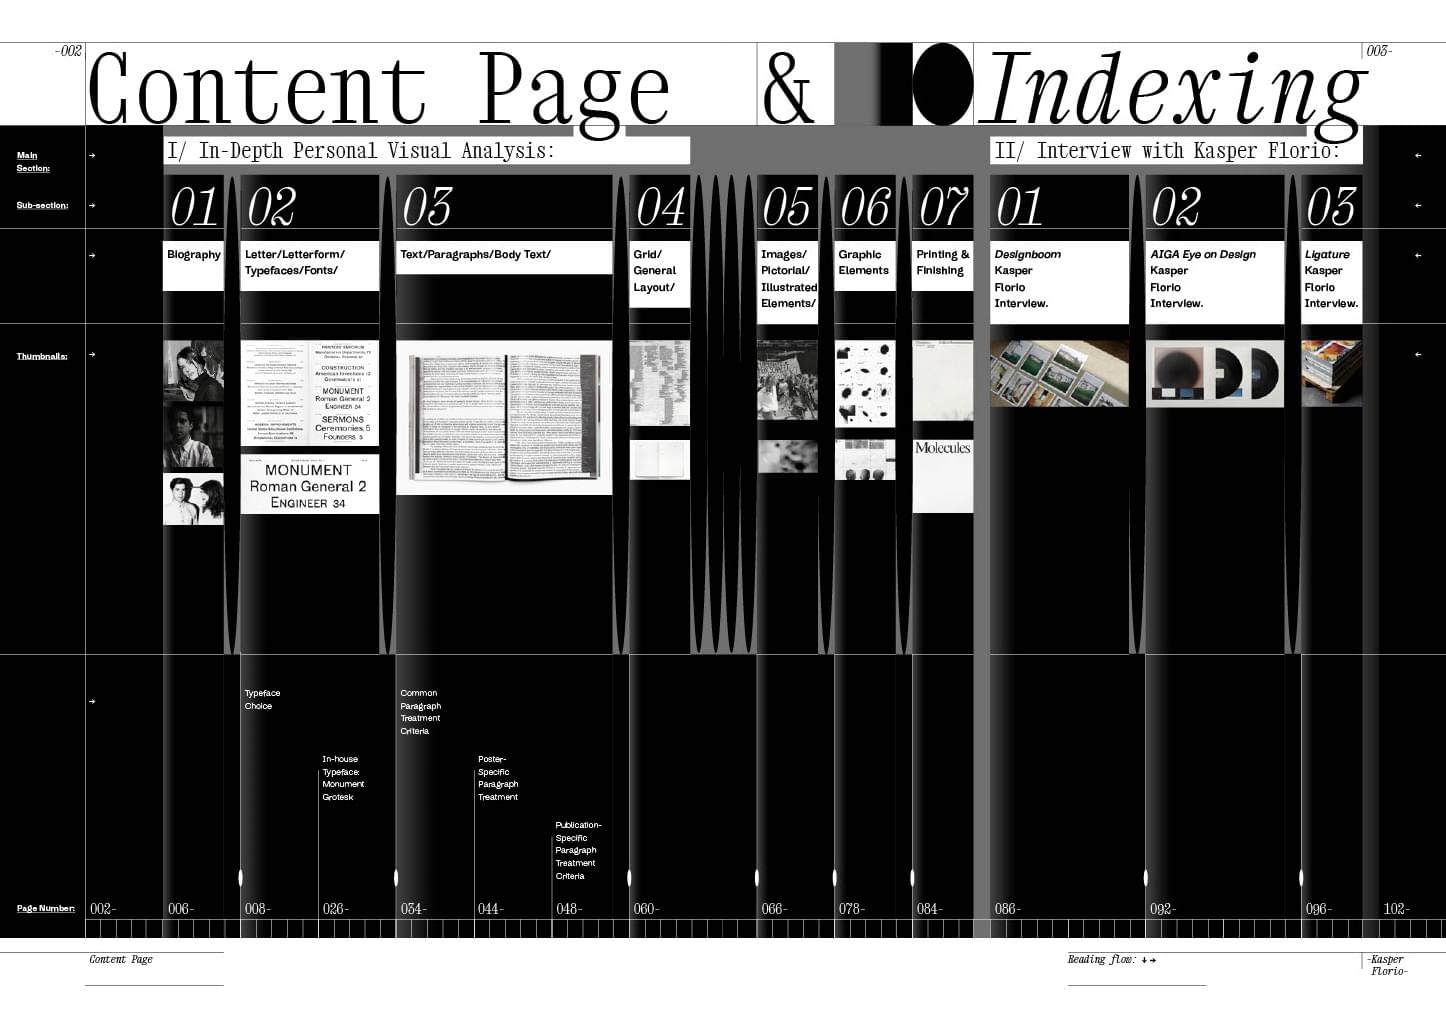 -002
Content Page & Indexing
003-
Main
Section:
→
I/ In-Depth Personal Visual Analysis:
II/ Interview with Kasper Florio:
←
Sub-section:
→
01
02
03
04
05
06
07
01
02
03
←
→
Biography
Letter/Letterform/
Typefaces/Fonts/
Text/Paragraphs/Body Text/
Grid/
General
Layout/
Images/
Pictorial/
Illustrated
Elements/
Graphic
Elements
Printing &
Finishing
Designboom
Kasper
Florio
Interview.
AIGA Eye on Design
Kasper
Florio
Interview.
Ligature
Kasper
Florio
Interview.
←
Thumbnails:
→
CONSTRUCTION
American Inventions 12
MONUMENT
Roman General 2
ENGINEER 34
SERMONS
Ceremonies, 5
FOUNDERS 5
MONUMENT
Roman General 2
ENGINEER 34
Molecules
←
→
Typeface
Choice
In-house
Typeface:
Monument
Grotesk
Common
Paragraph
Treatment
Criteria
Poster-
Specific
Paragraph
Treatment
Publication-
Specific
Paragraph
Treatment
Criteria
Page Number:
002-
006-
008-
026-
034-
044-
048-
060-
066-
078-
084-
086-
092-
096-
102-
Content Page
Reading flow: ↓ →
-Kasper
Florio-